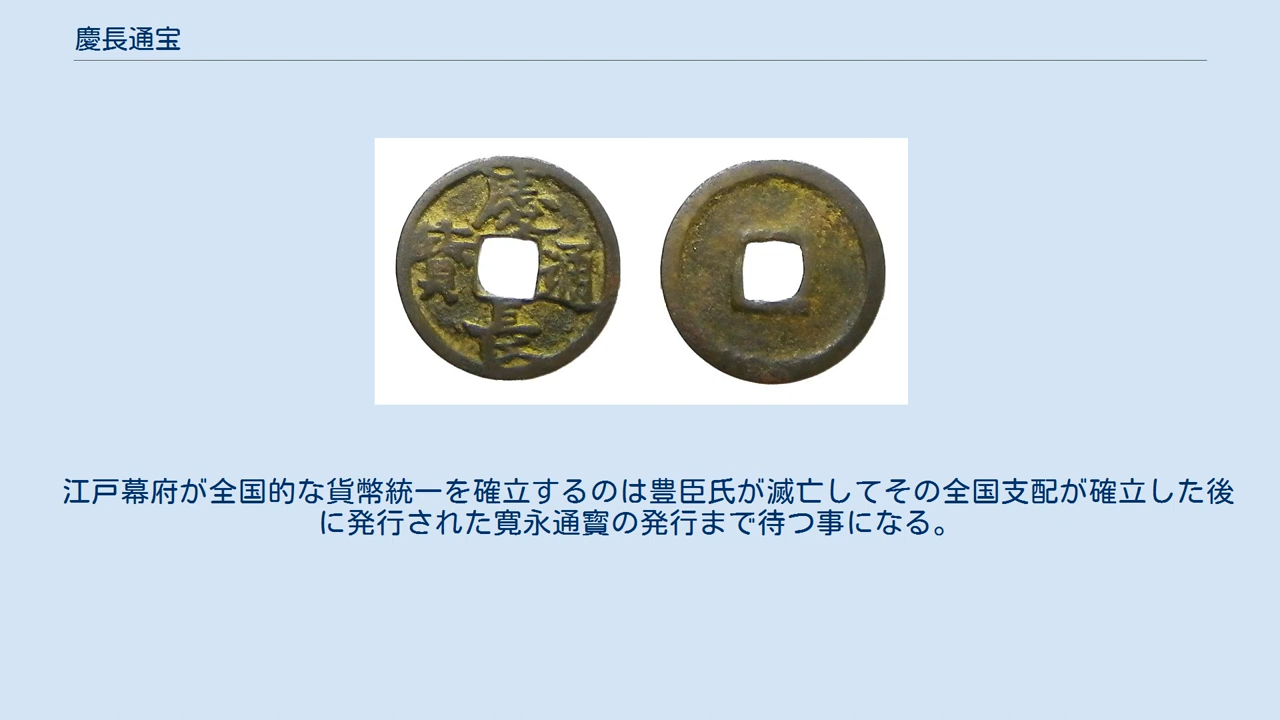 慶長通宝
慶
寳 通
長
江戸幕府が全国的な貨幣統一を確立するのは豊臣氏が滅亡してその全国支配が確立した後
に発行された寛永通寳の発行まで待つ事になる。